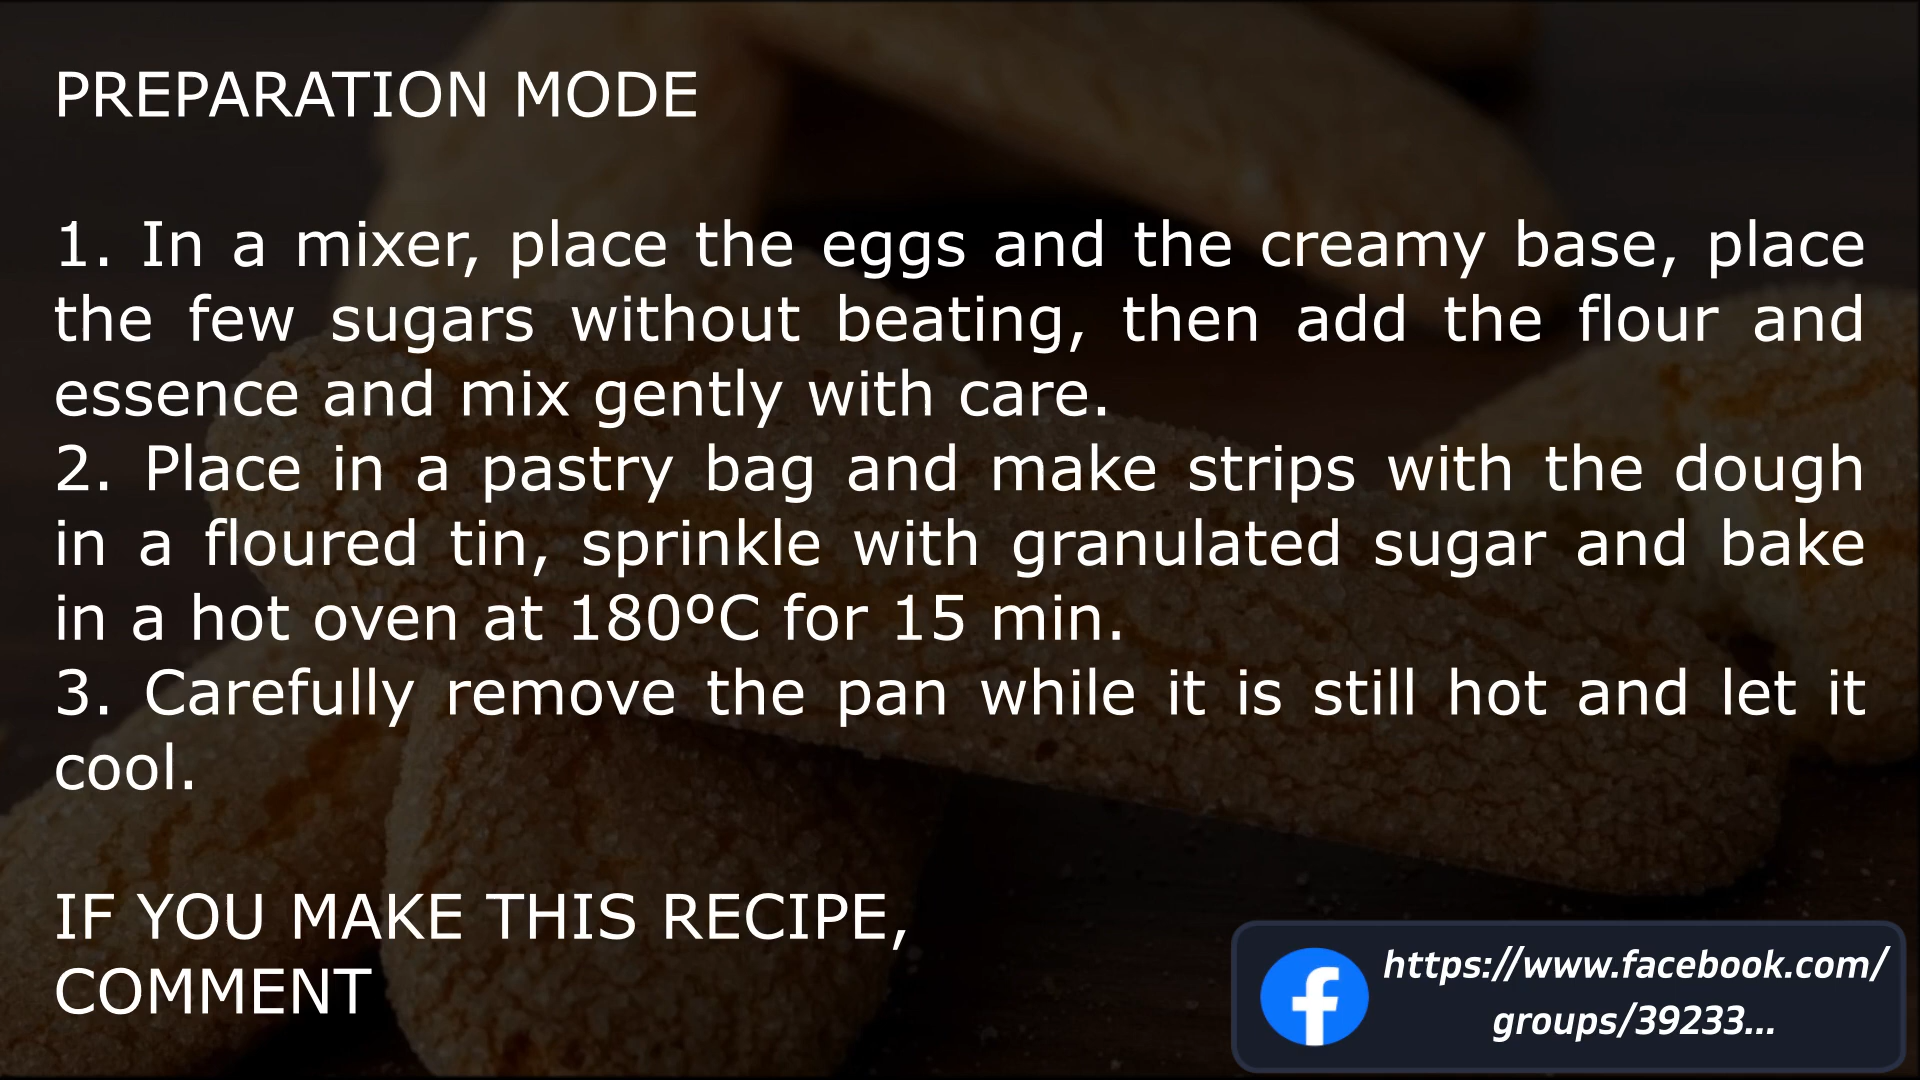 PREPARATION MODE
1. In a mixer, place the eggs and the creamy base, place
the few sugars without beating, then add the flour and
essence and mix gently with care.
2. Place in a pastry bag and make strips with the dough
in a floured tin, sprinkle with granulated sugar and bake
in a hot oven at 180ºC for 15 min.
3. Carefully remove the pan while it is still hot and let it
cool.
IF YOU MAKE THIS RECIPE,
COMMENT
https://www.facebook.com/
groups/39233...